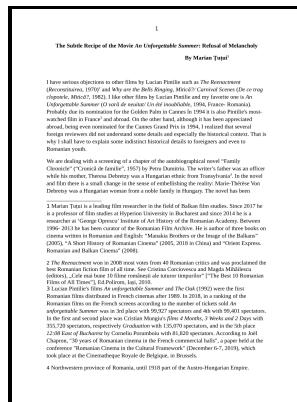 1
The Subtle Recipe of the Movie An Unforgettable Summer: Refusal of Melancholy
By Marian Țuțui¹
I have serious objections to other films by Lucian Pintilie such as The Reenactment
(Reconstituirea, 1970)² and Why are the Bells Ringing, Mitică?/ Carnival Scenes (De ce trag
clopotele, Mitică?, 1982). I like other films by Pintilie and my favorite one is An
Unforgettable Summer (O vară de neuitat/ Un été inoubliable, 1994, France- Romania).
Probably due to nomination for the Golden Palm in Cannes in 1994 it is also Pintilie's most-
watched film in France³ and abroad. On the other hand, although it has been appreciated
abroad, being even nominated for the Cannes Grand Prix in 1994, I realized that several
foreign reviewers did not understand some details and especially the historical context. That is
why I shall have to explain some indistinct historical details to foreigners and even to
Romanian youth.
We are dealing with a screening of a chapter of the autobiographical novel "Family
Chronicle" ("Cronică de familie", 1957) by Petru Dumitriu. The writer's father was an officer
while his mother, Theresa Debretsy was a Hungarian ethnic from Transylvania⁴. In the novel
and film there is a small change in the sense of embellishing the reality: Marie-Thérèse Von
Debretsy was a Hungarian woman from a noble family in Hungary. The novel has been
1 Marian Țuțui is a leading film researcher in the field of Balkan film studies. Since 2017 he
is a professor of film studies at Hyperion University in Bucharest and since 2014 he is a
researcher at 'George Oprescu' Institute of Art History of the Romanian Academy. Between
1996- 2013 he has been curator of the Romanian Film Archive. He is author of three books on
cinema written in Romanian and English: "Manakia Brothers or the Image of the Balkans"
(2005), "A Short History of Romanian Cinema" (2005, 2018 in China) and "Orient Express.
Romanian and Balkan Cinema" (2008).
2 The Reenactment won in 2008 most votes from 40 Romanian critics and was proclaimed the
best Romanian fiction film of all time. See Cristina Corciovescu and Magda Mihăilescu
(editors), „Cele mai bune 10 filme românești ale tuturor timpurilor" ["The Best 10 Romanian
Films of All Times"], Ed.Polirom, Iași, 2010.
3 Lucian Pintilie's films An Unforgettable Summer and The Oak (1992) were the first
Romanian films distributed in French cinemas after 1989. In 2018, in a ranking of the
Romanian films on the French screens according to the number of tickets sold An
Unforgettable Summer was in 3rd place with 99,927 spectators and 4th with 99,401 spectators.
In the first and second place was Cristian Mungiu's films 4 Months, 3 Weeks and 2 Days with
355,720 spectators, respectively Graduation with 135,070 spectators, and in the 5th place
12:08 East of Bucharest by Corneliu Porumboiu with 81,820 spectators. According to Joël
Chapron, "30 years of Romanian cinema in the French commercial halls", a paper held at the
conference "Romanian Cinema in the Cultural Framework" (December 6-7, 2019), which
took place at the Cinematheque Royale de Belgique, in Brussels.
4 Northwestern province of Romania, until 1918 part of the Austro-Hungarian Empire.